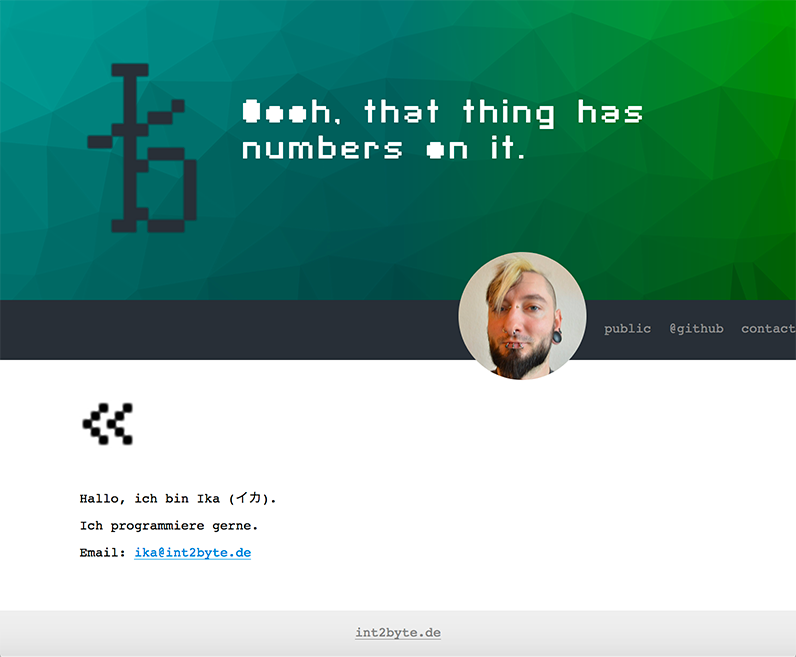 Oooh, that thing has
numbers on it.
public @github contact
«
Hallo, ich bin Ika (イカ).
Ich programmiere gerne.
Email: ika@int2byte.de
int2byte.de